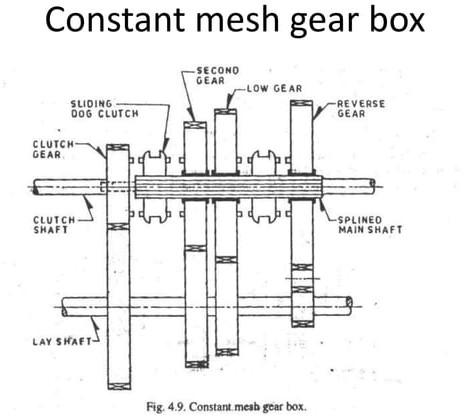 Constant mesh gear box
SECOND
GEAR
LOW GEAR
SLIDING
DOG CLUTCH
REVERSE
GEAR
CLUTCH
GEAR
CLUTCH
SHAFT
SPLINED
MAIN SHAFT
LAY SHAFT
Fig. 4.9. Constant mesh gear box.